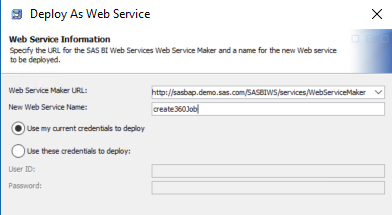 Deploy As Web Service
Web Service Information
Specify the URL for the SAS BI Web Services Web Service Maker and a name for the new Web service
to be deployed.
Web Service Maker URL: http://sasbap.demo.sas.com/SASBIWS/services/WebServiceMaker
New Web Service Name: create360Job
Use my current credentials to deploy
Use these credentials to deploy:
User ID:
Password: